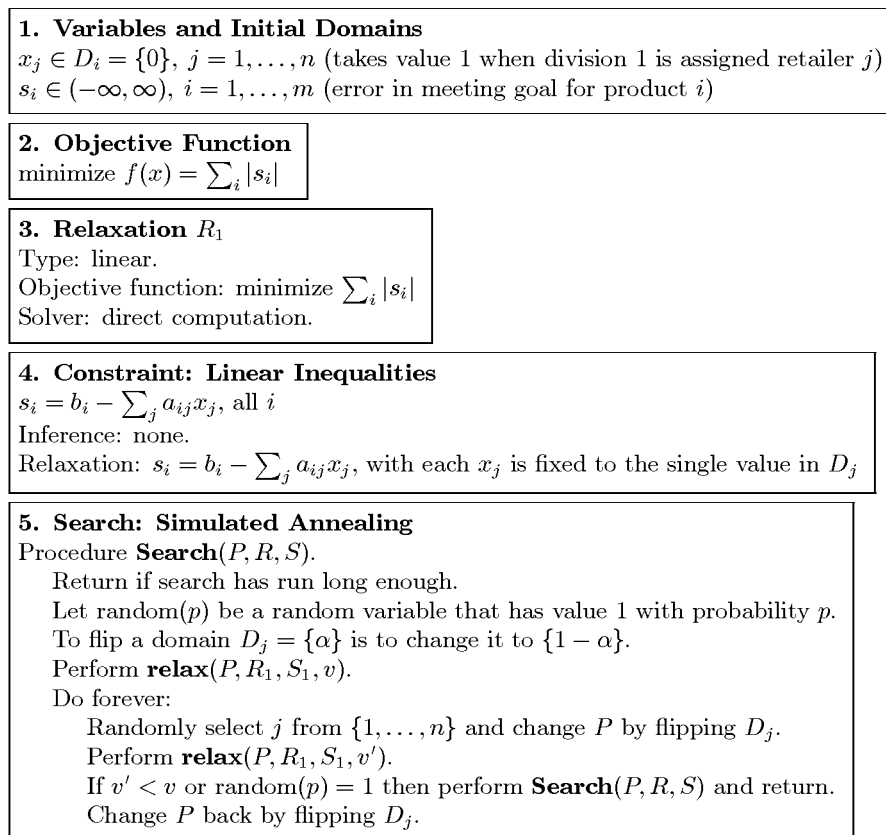 1. Variables and Initial Domains
x_j ∈ D_i = {0}, j = 1, . . . , n (takes value 1 when division 1 is assigned retailer j)
s_i ∈ (−∞, ∞), i = 1, . . . , m (error in meeting goal for product i)
2. Objective Function
minimize f(x) = ∑_i |s_i|
3. Relaxation R_1
Type: linear.
Objective function: minimize ∑_i |s_i|
Solver: direct computation.
4. Constraint: Linear Inequalities
s_i = b_i − ∑_j a_{ij} x_j, all i
Inference: none.
Relaxation: s_i = b_i − ∑_j a_{ij} x_j, with each x_j is fixed to the single value in D_j
5. Search: Simulated Annealing
Procedure Search(P, R, S).
Return if search has run long enough.
Let random(p) be a random variable that has value 1 with probability p.
To flip a domain D_j = {α} is to change it to {1 − α}.
Perform relax(P, R_1, S_1, v).
Do forever:
Randomly select j from {1, . . . , n} and change P by flipping D_j.
Perform relax(P, R_1, S_1, v′).
If v′ < v or random(p) = 1 then perform Search(P, R, S) and return.
Change P back by flipping D_j.